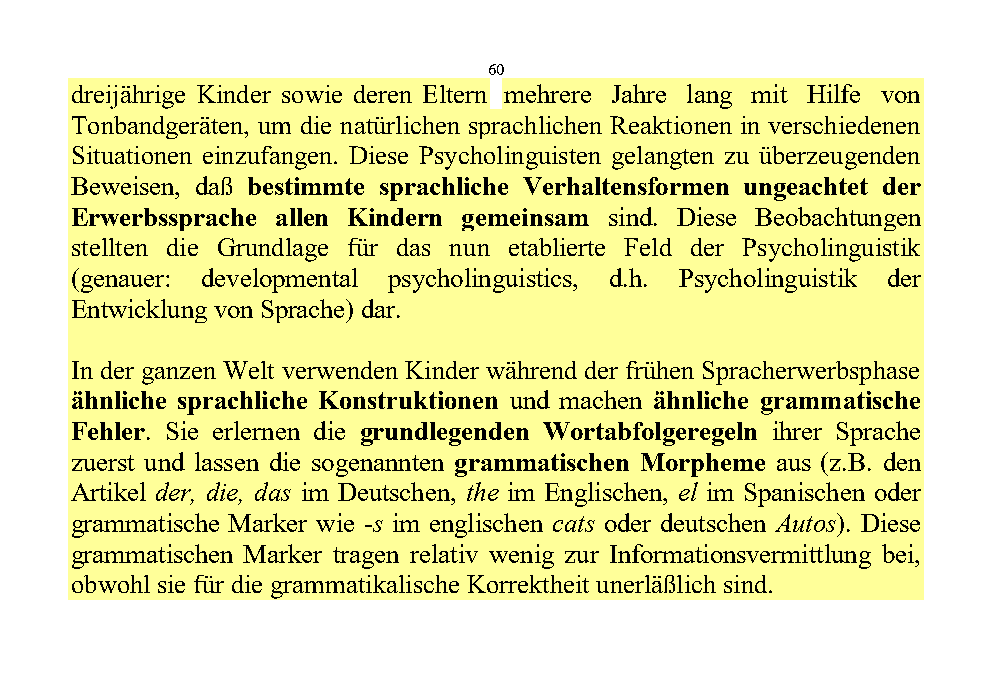 60
dreijährige Kinder sowie deren Eltern mehrere Jahre lang mit Hilfe von
Tonbandgeräten, um die natürlichen sprachlichen Reaktionen in verschiedenen
Situationen einzufangen. Diese Psycholinguisten gelangten zu überzeugenden
Beweisen, daß bestimmte sprachliche Verhaltensformen ungeachtet der
Erwerbssprache allen Kindern gemeinsam sind. Diese Beobachtungen
stellten die Grundlage für das nun etablierte Feld der Psycholinguistik
(genauer: developmental psycholinguistics, d.h. Psycholinguistik der
Entwicklung von Sprache) dar.
In der ganzen Welt verwenden Kinder während der frühen Spracherwerbsphase
ähnliche sprachliche Konstruktionen und machen ähnliche grammatische
Fehler. Sie erlernen die grundlegenden Wortabfolgeregeln ihrer Sprache
zuerst und lassen die sogenannten grammatischen Morpheme aus (z.B. den
Artikel der, die, das im Deutschen, the im Englischen, el im Spanischen oder
grammatische Marker wie -s im englischen cats oder deutschen Autos). Diese
grammatischen Marker tragen relativ wenig zur Informationsvermittlung bei,
obwohl sie für die grammatikalische Korrektheit unerläßlich sind.